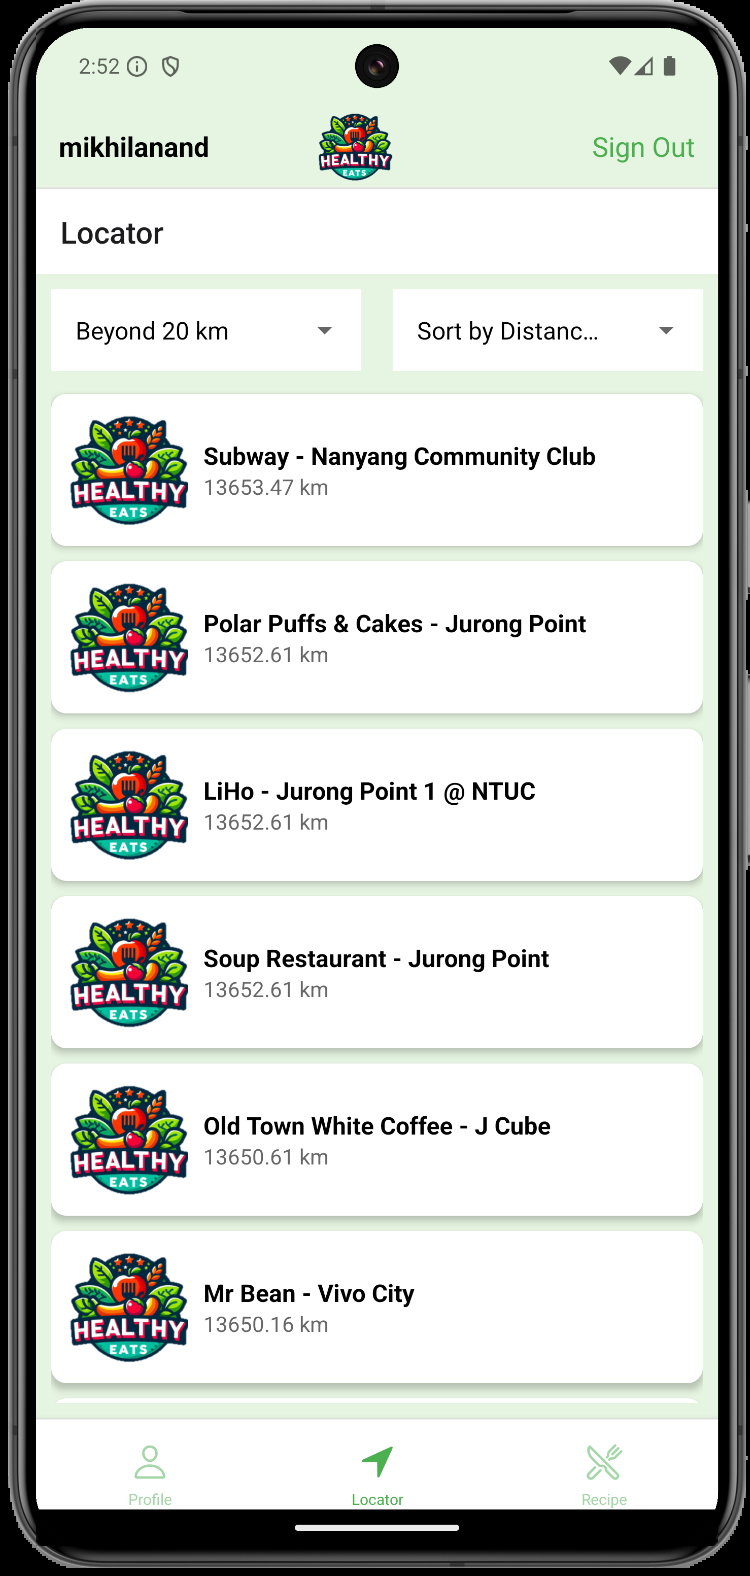 2:52
mikhilanand
HEALTHY
EATS
Sign Out
Locator
Beyond 20 km
Sort by Distanc...
HEALTHY
EATS
Subway - Nanyang Community Club
13653.47 km
HEALTHY
EATS
Polar Puffs & Cakes - Jurong Point
13652.61 km
HEALTHY
EATS
LiHo - Jurong Point 1 @ NTUC
13652.61 km
HEALTHY
EATS
Soup Restaurant - Jurong Point
13652.61 km
HEALTHY
EATS
Old Town White Coffee - J Cube
13650.61 km
HEALTHY
EATS
Mr Bean - Vivo City
13650.16 km
Profile
Locator
Recipe